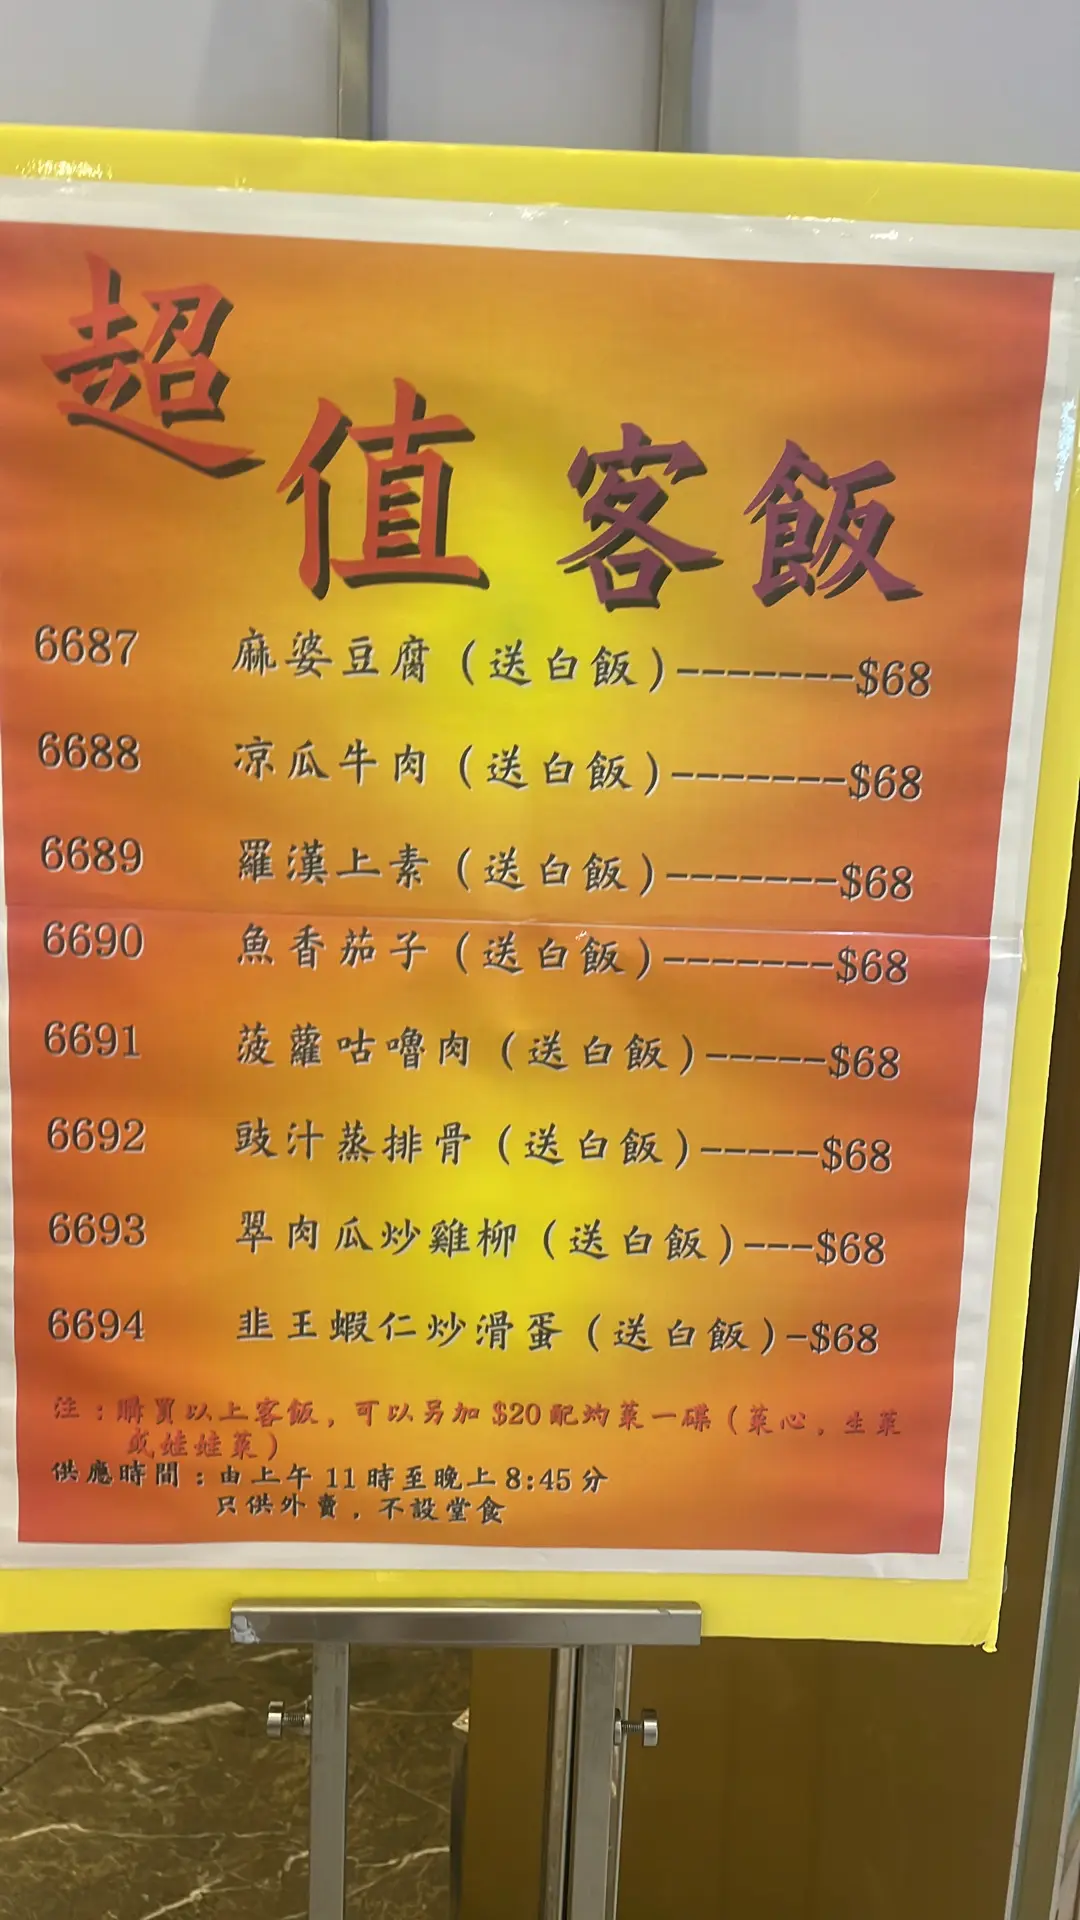 超值客飯
6687 麻婆豆腐（送白飯）-------$68
6688 凉瓜牛肉（送白飯）-------$68
6689 羅漢上素（送白飯）-------$68
6690 魚香茄子（送白飯）-------$68
6691 菠蘿咕嚕肉（送白飯）-----$68
6692 豉汁蒸排骨（送白飯）-----$68
6693 翠肉瓜炒雞柳（送白飯）---$68
6694 韭王蝦仁炒滑蛋（送白飯）-$68
注：購買以上客飯，可以另加$20配灼菜一碟（菜心，生菜
或娃娃菜）
供應時間：由上午11時至晚上8:45分
只供外賣，不設堂食